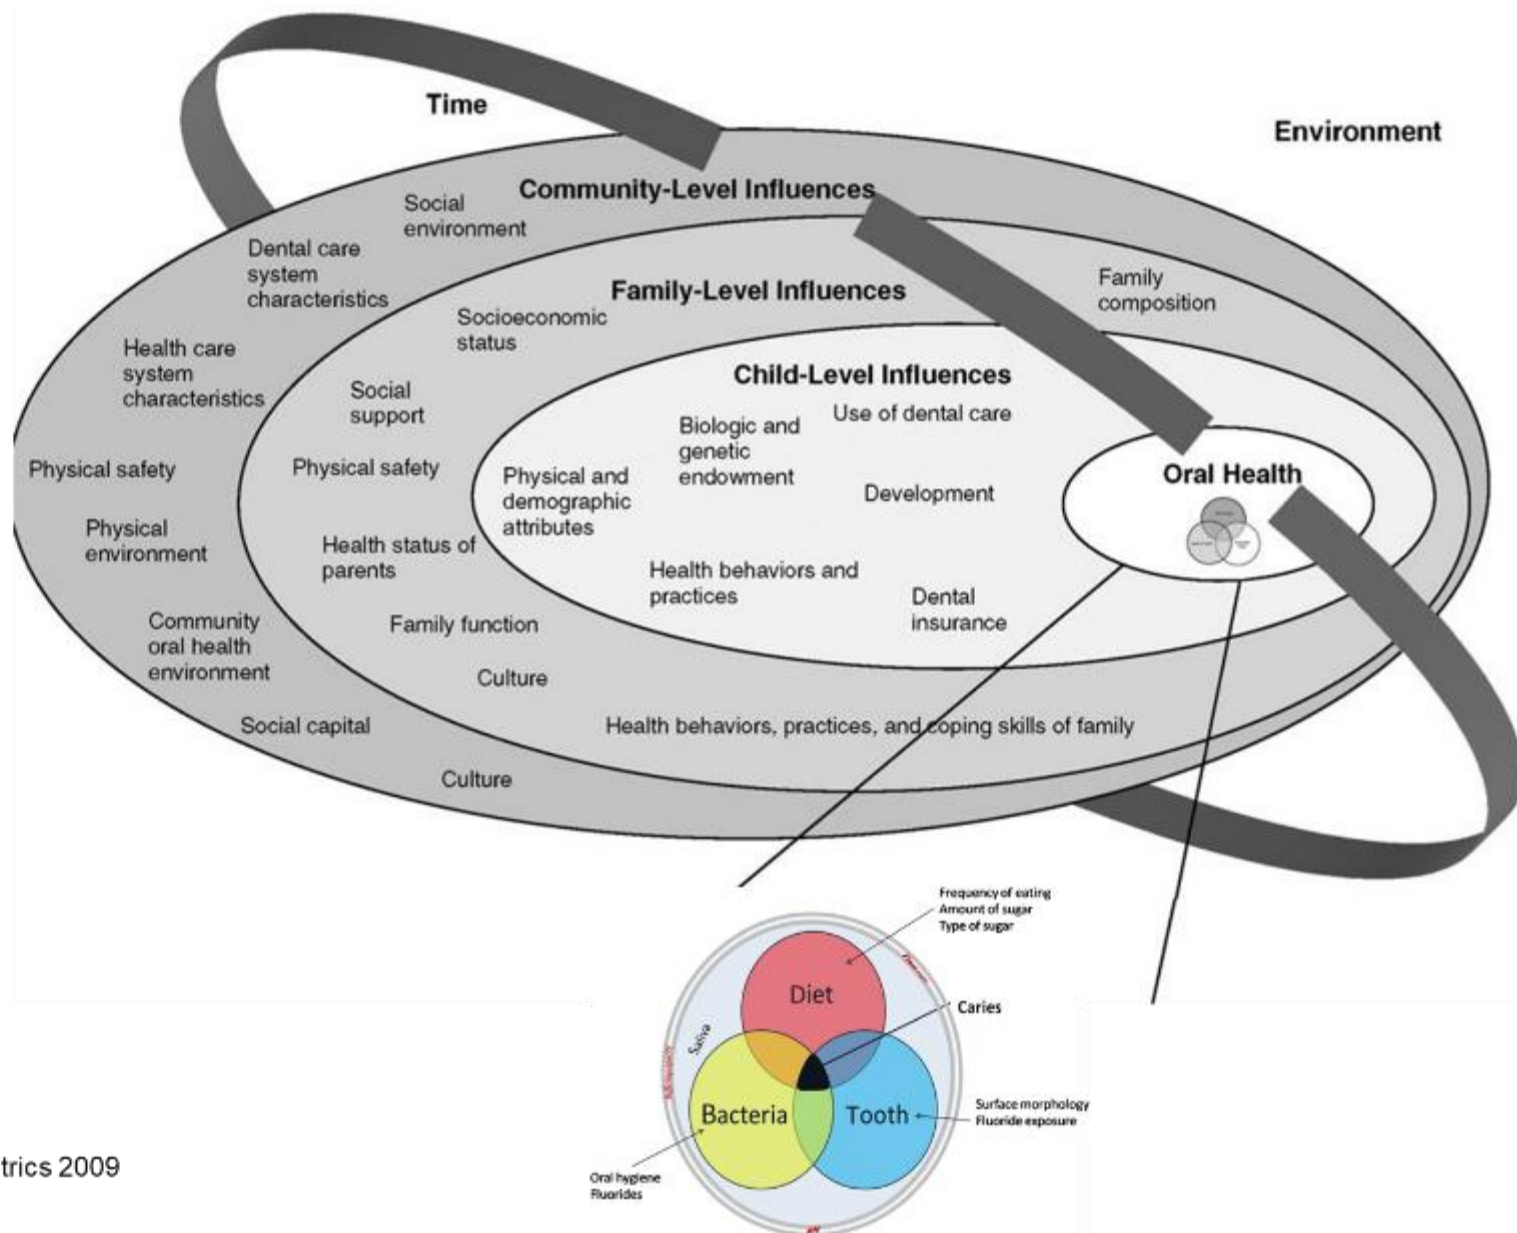 Time
Environment
Community-Level Influences
Social
environment
Dental care
system
characteristics
Health care
system
characteristics
Physical safety
Physical
environment
Community
oral health
environment
Social capital
Culture
Family-Level Influences
Family
composition
Socioeconomic
status
Social
support
Physical safety
Health status of
parents
Family function
Culture
Health behaviors, practices, and coping skills of family
Child-Level Influences
Use of dental care
Biologic and
genetic
endowment
Physical and
demographic
attributes
Development
Health behaviors and
practices
Dental
insurance
Oral Health
Frequency of eating
Amount of sugar
Type of sugar
Diet
Caries
Saliva
Bacteria
Tooth
Surface morphology
Fluoride exposure
Oral hygiene
Fluorides
trics 2009